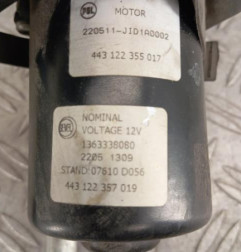 MOTOR
220511-JID1A0002
443 122 355 017
NOMINAL
VOLTAGE 12V
1363338080
2205 1309
STAND 07610 D056
443 122 357 019